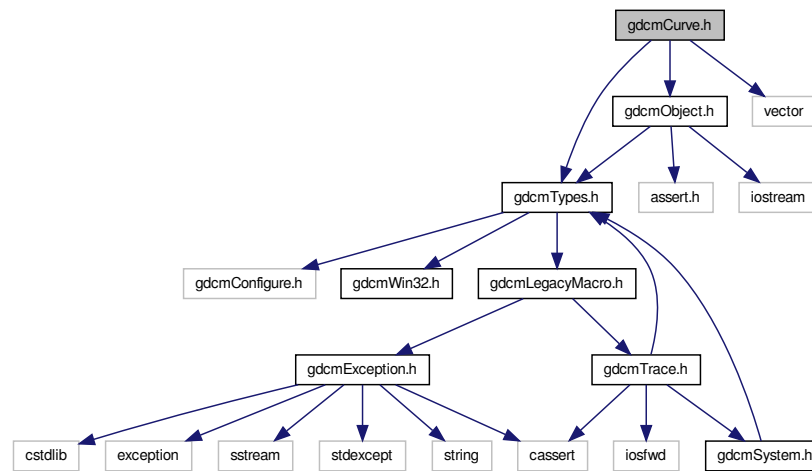 gdcmCurve.h
gdcmObject.h
vector
gdcmTypes.h
assert.h
iostream
gdcmConfigure.h
gdcmWin32.h
gdcmLegacyMacro.h
gdcmException.h
gdcmTrace.h
cstdlib
exception
sstream
stdexcept
string
cassert
iosfwd
gdcmSystem.h